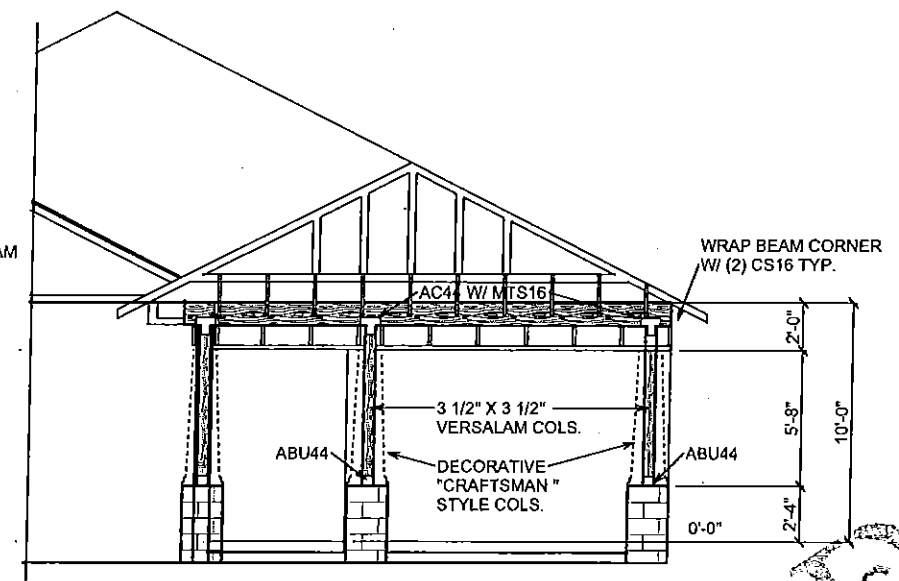 AM
WRAP BEAM CORNER
W/ (2) CS16 TYP.
AC44 W/ MTS16
2'-0"
3 1/2" X 3 1/2"
VERSALAM COLS.
5'-8"
10'-0"
ABU44
ABU44
DECORATIVE
"CRAFTSMAN "
STYLE COLS.
2'-4"
0'-0"